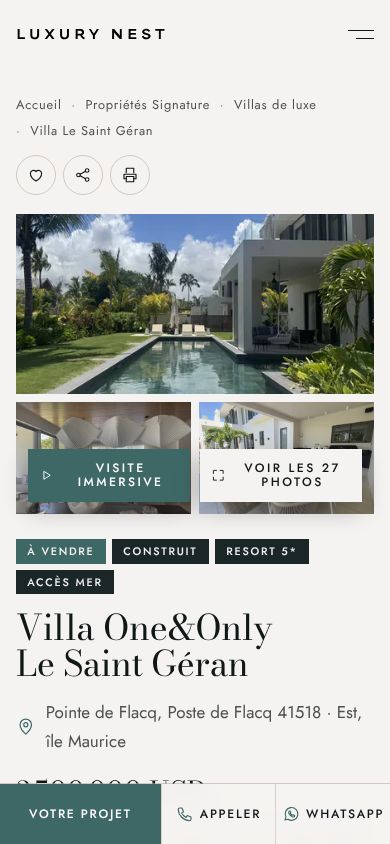 LUXURY NEST
Accueil · Propriétés Signature · Villas de luxe
· Villa Le Saint Géran
VISITE
IMMERSIVE
VOIR LES 27
PHOTOS
À VENDRE
CONSTRUIT
RESORT 5*
ACCÈS MER
Villa One&Only
Le Saint Géran
Pointe de Flacq, Poste de Flacq 41518 · Est,
île Maurice
VOTRE PROJET
APPELER
WHATSAPP